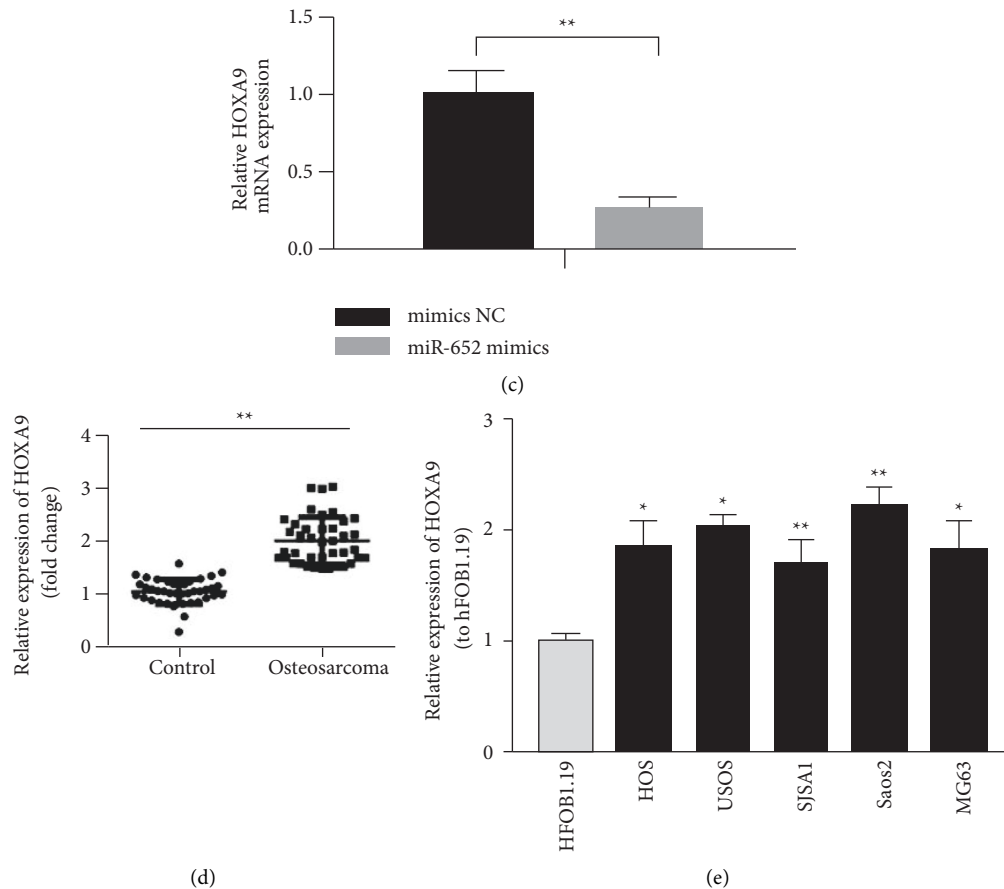 Relative HOXA9
mRNA expression
1.5
1.0
0.5
0.0
**
mimics NC
miR-652 mimics
(c)
Relative expression of HOXA9
(fold change)
4
3
2
1
0
**
Control
Osteosarcoma
(d)
Relative expression of HOXA9
(to hFOB1.19)
3
2
1
0
*
*
**
**
*
HFOB1.19
HOS
USOS
SJSA1
Saos2
MG63
(e)